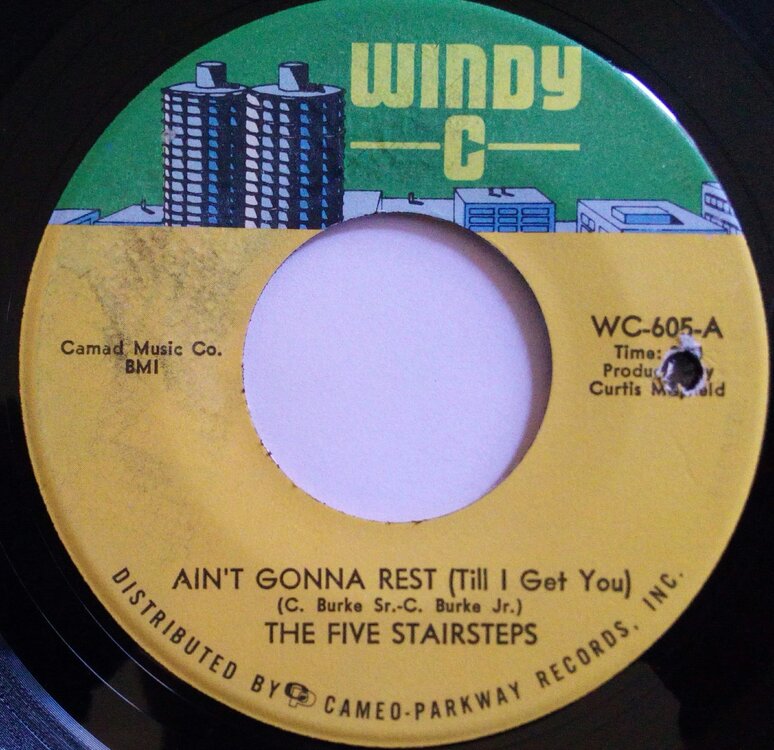 WINDY
C
Camad Music Co.
BMI
WC-605-A
Time:
Curtis
AIN'T GONNA REST (Till I Get You)
(C. Burke Sr.-C. Burke Jr.)
THE FIVE STAIRSTEPS
DISTRIBUTED BY CP CAMEO-PARKWAY RECORDS, INC.